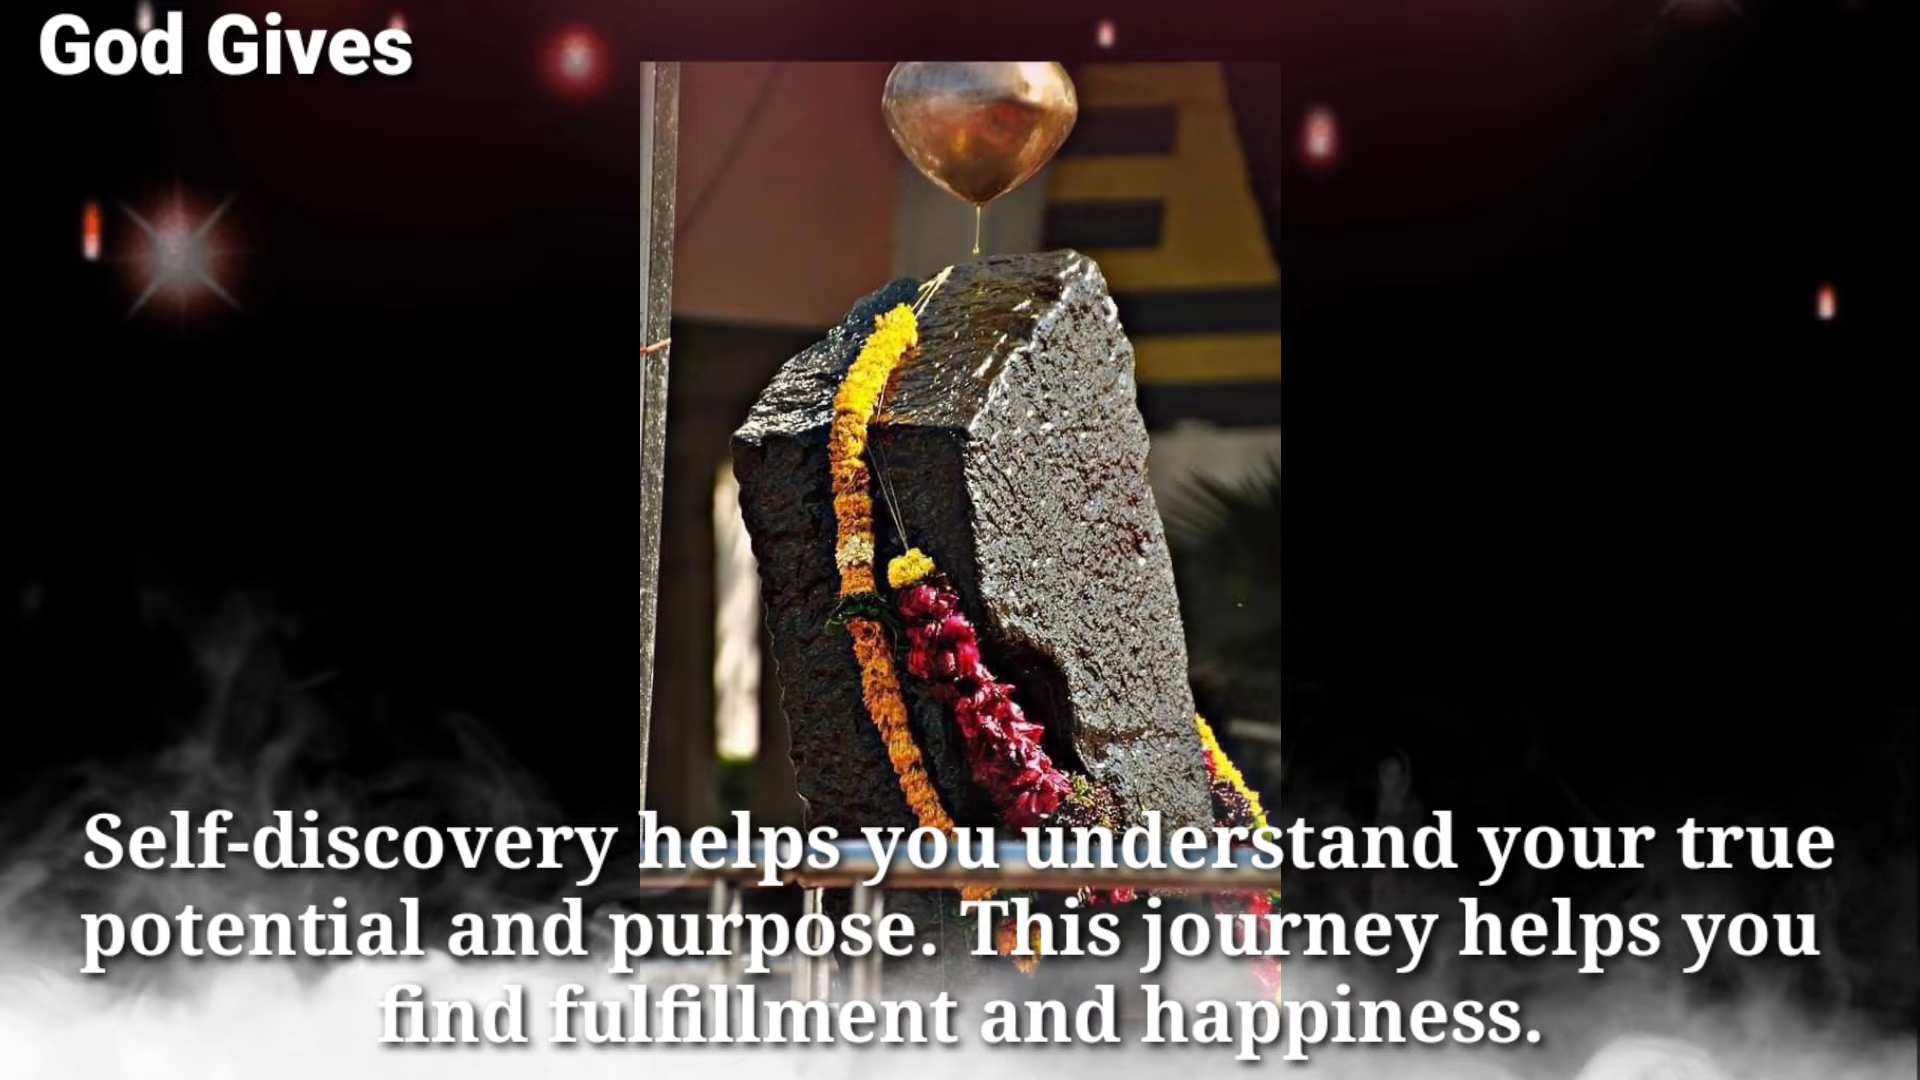 God Gives
Self-discovery helps you understand your true
potential and purpose. This journey helps you
find fulfillment and happiness.